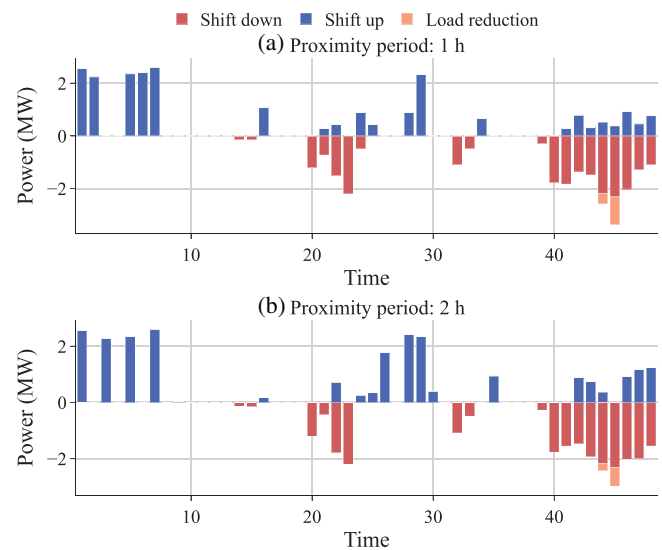 Shift down Shift up Load reduction
(a) Proximity period: 1 h
2
0
−2
Power (MW)
10 20 30 40
Time
(b) Proximity period: 2 h
2
0
−2
Power (MW)
10 20 30 40
Time